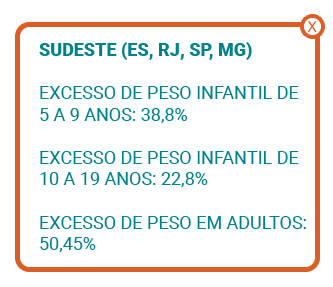 X
SUDESTE (ES, RJ, SP, MG)
EXCESSO DE PESO INFANTIL DE
5 A 9 ANOS: 38,8%
EXCESSO DE PESO INFANTIL DE
10 A 19 ANOS: 22,8%
EXCESSO DE PESO EM ADULTOS:
50,45%